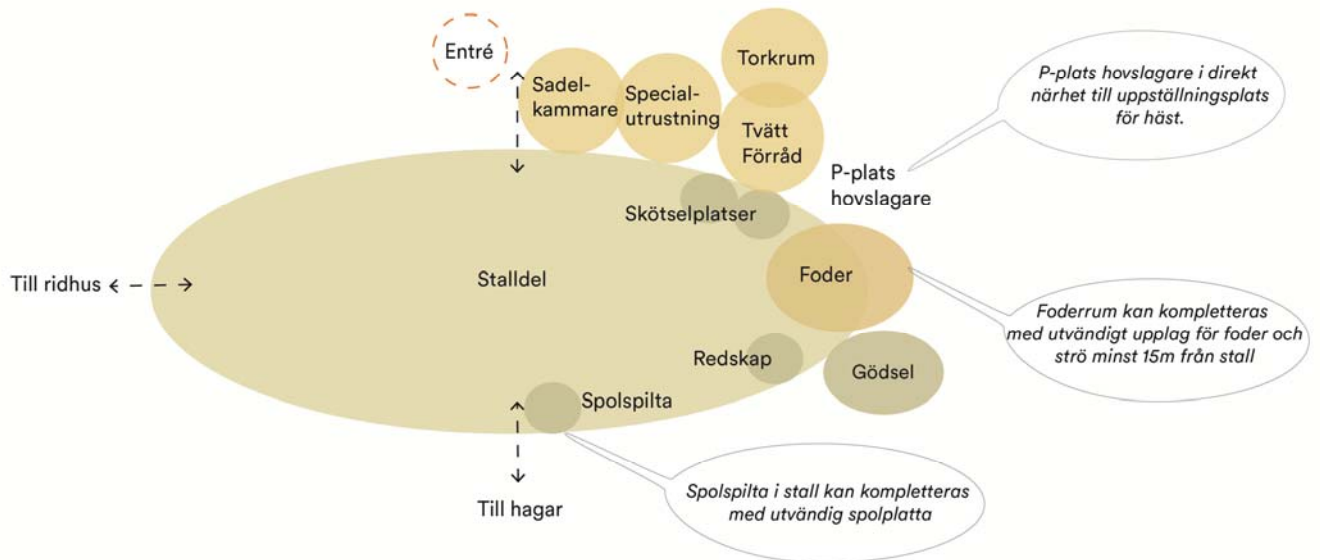 Entré
Sadel-
kammare
Special-
utrustning
Torkrum
Tvätt
Förråd
P-plats hovslagare i direkt
närhet till uppställningsplats
för häst.
P-plats
hovslagare
Skötselplatser
Till ridhus
Stalldel
Foder
Foderrum kan kompletteras
med utvändigt upplag för foder och
strö minst 15m från stall
Redskap
Gödsel
Spolspilta
Till hagar
Spolspilta i stall kan kompletteras
med utvändig spolplatta